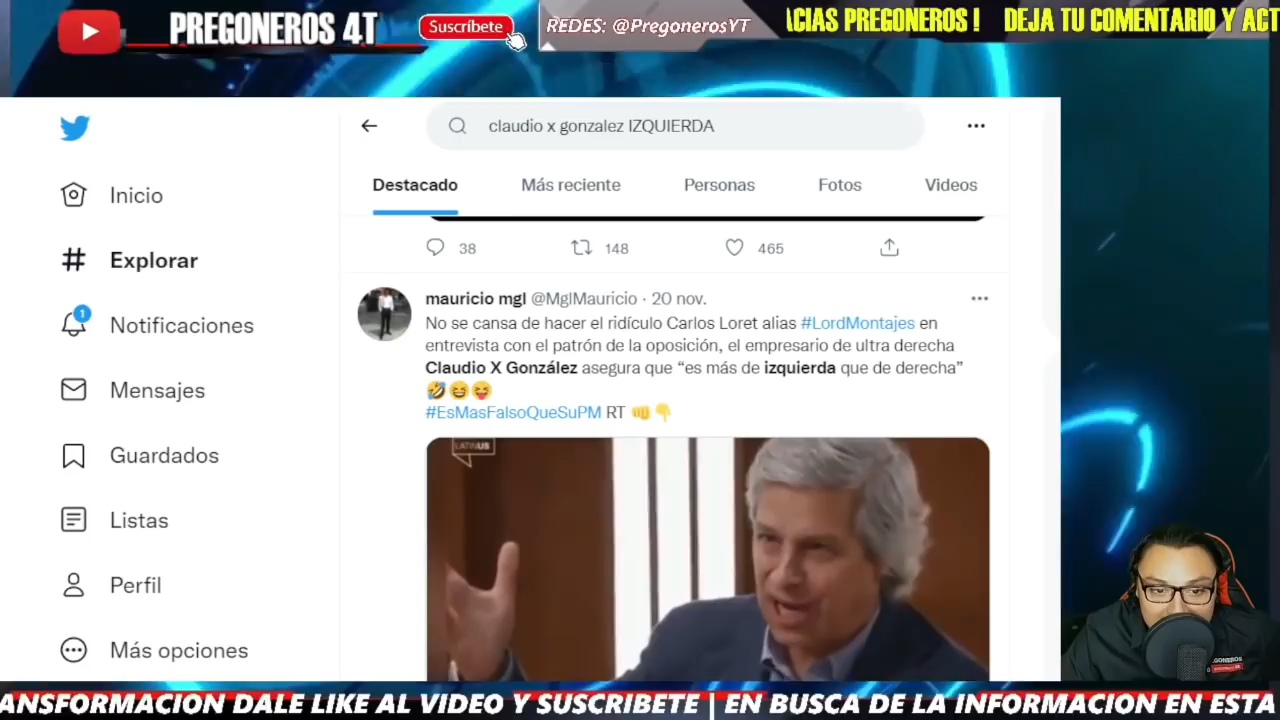 PREGONEROS 4T
Suscríbete
REDES: @PregonerosYT
CIAS PREGONEROS ! DEJA TU COMENTARIO Y ACT
claudio x gonzalez IZQUIERDA
Destacado Más reciente Personas Fotos Videos
38 148 465
Inicio
Explorar
1
Notificaciones
Mensajes
Guardados
Listas
Perfil
Más opciones
mauricio mgl @MglMauricio · 20 nov.
No se cansa de hacer el ridículo Carlos Loret alias #LordMontajes en
entrevista con el patrón de la oposición, el empresario de ultra derecha
Claudio X González asegura que “es más de izquierda que de derecha”
🤣😆😝
#EsMasFalsoQueSuPM RT 👊👇
LATINUS
PREGONEROS
ANSFORMACION DALE LIKE AL VIDEO Y SUSCRIBETE | EN BUSCA DE LA INFORMACION EN ESTA